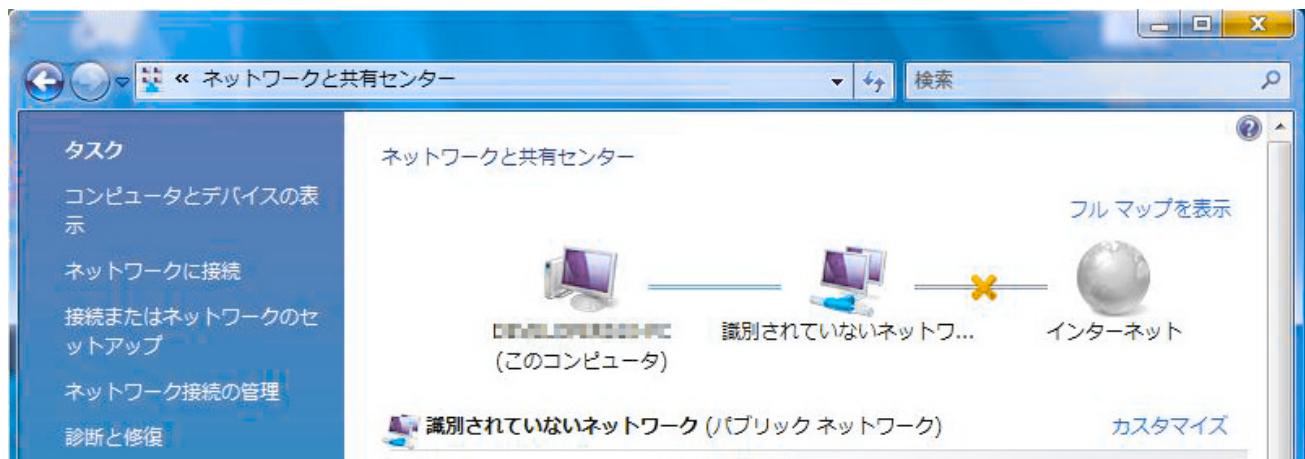 « ネットワークと共有センター
検索
タスク
コンピュータとデバイスの表
示
ネットワークに接続
接続またはネットワークのセ
ットアップ
ネットワーク接続の管理
診断と修復
ネットワークと共有センター
フル マップを表示
(このコンピュータ)
識別されていないネットワ...
インターネット
識別されていないネットワーク (パブリック ネットワーク)
カスタマイズ